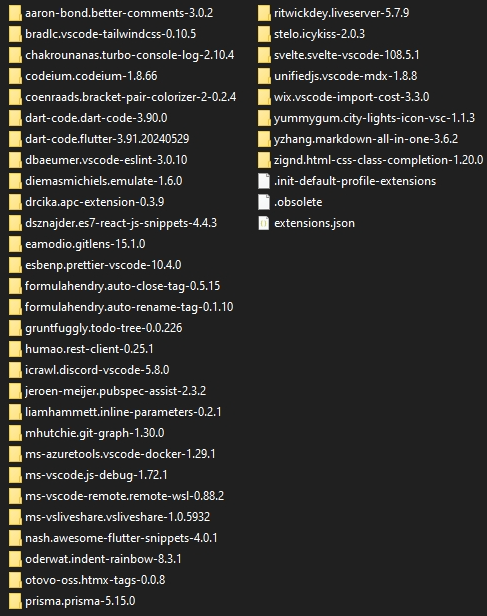 aaron-bond.better-comments-3.0.2
bradlc.vscode-tailwindcss-0.10.5
chakrounanas.turbo-console-log-2.10.4
codeium.codeium-1.8.66
coenraads.bracket-pair-colorizer-2-0.2.4
dart-code.dart-code-3.90.0
dart-code.flutter-3.91.20240529
dbaeumer.vscode-eslint-3.0.10
diemasmichiels.emulate-1.6.0
drcika.apc-extension-0.3.9
dsznajder.es7-react-js-snippets-4.4.3
eamodio.gitlens-15.1.0
esbenp.prettier-vscode-10.4.0
formulahendry.auto-close-tag-0.5.15
formulahendry.auto-rename-tag-0.1.10
gruntfuggly.todo-tree-0.0.226
humao.rest-client-0.25.1
icrawl.discord-vscode-5.8.0
jeroen-meijer.pubspec-assist-2.3.2
liamhammett.inline-parameters-0.2.1
mhutchie.git-graph-1.30.0
ms-azuretools.vscode-docker-1.29.1
ms-vscode.js-debug-1.72.1
ms-vscode-remote.remote-wsl-0.88.2
ms-vsliveshare.vsliveshare-1.0.5932
nash.awesome-flutter-snippets-4.0.1
oderwat.indent-rainbow-8.3.1
otovo-oss.htmx-tags-0.0.8
prisma.prisma-5.15.0
ritwickdey.liveserver-5.7.9
stelo.icykiss-2.0.3
svelte.svelte-vscode-108.5.1
unifiedjs.vscode-mdx-1.8.8
wix.vscode-import-cost-3.3.0
yummygum.city-lights-icon-vsc-1.1.3
yzhang.markdown-all-in-one-3.6.2
zignd.html-css-class-completion-1.20.0
.init-default-profile-extensions
.obsolete
extensions.json